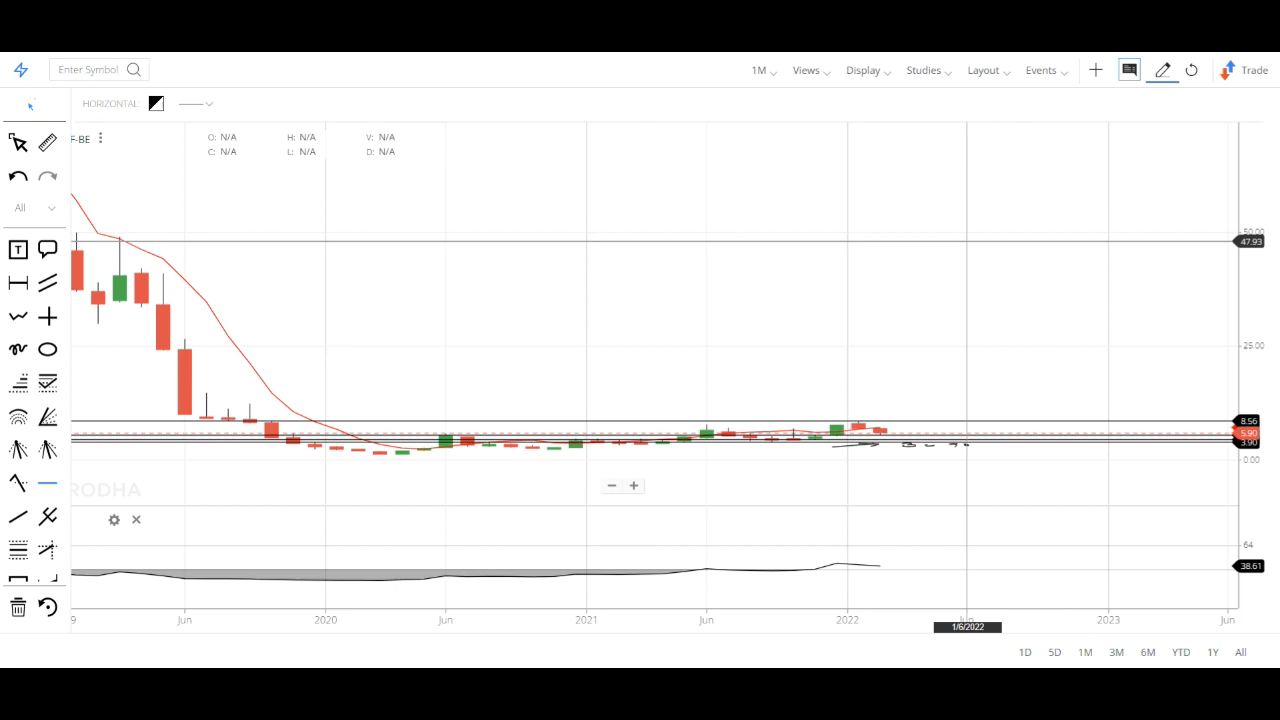 Enter Symbol 1M Views Display Studies Layout Events Trade
HORIZONTAL:
F-BE O: N/A H: N/A V: N/A
C: N/A L: N/A D: N/A
All
50.00
47.93
25.00
8.56
5.90
3.90
0.00
RODHA
64
38.61
9 Jun 2020 Jun 2021 Jun 2022 Jun 2023 Jun
1/6/2022
1D 5D 1M 3M 6M YTD 1Y All